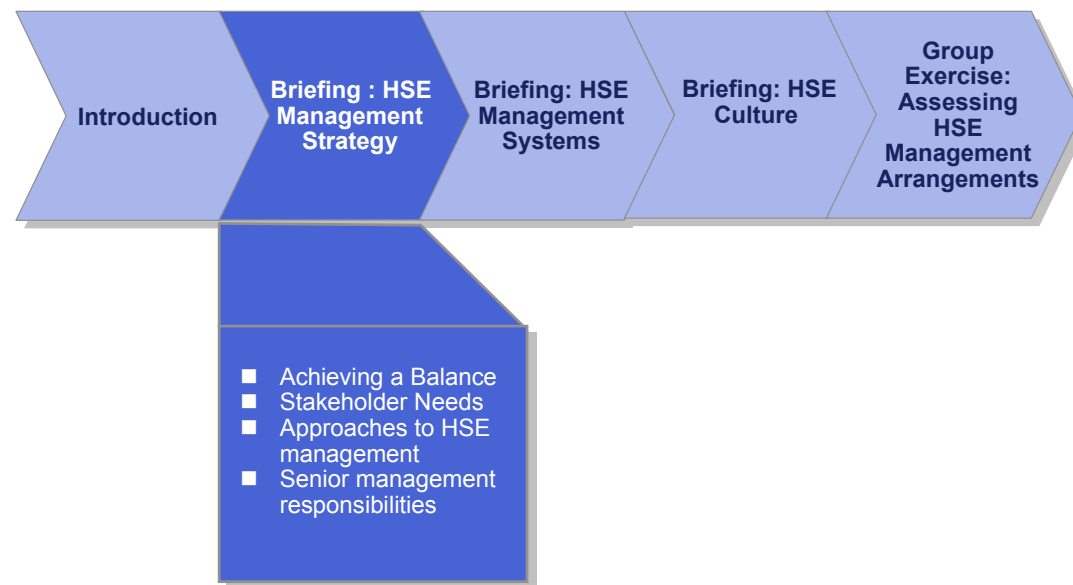 Introduction
Briefing : HSE
Management
Strategy
Briefing: HSE
Management
Systems
Briefing: HSE
Culture
Group
Exercise:
Assessing
HSE
Management
Arrangements
■ Achieving a Balance
■ Stakeholder Needs
■ Approaches to HSE
management
■ Senior management
responsibilities